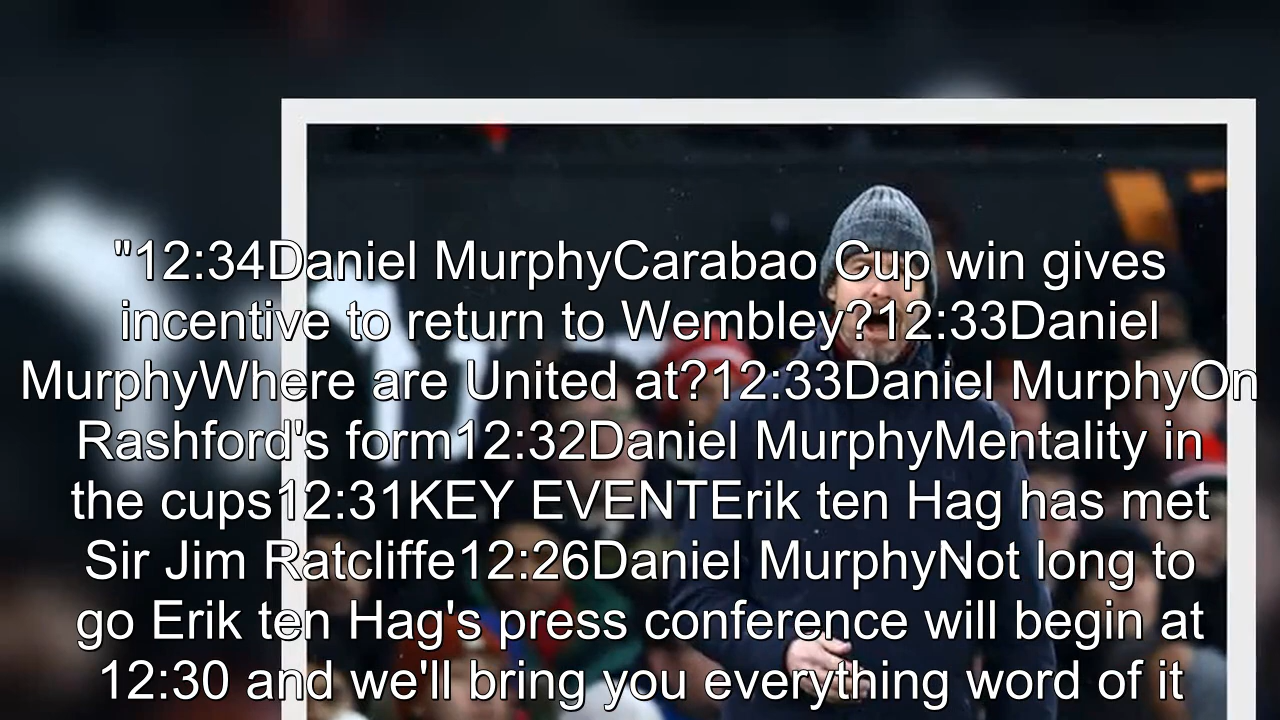 "12:34Daniel MurphyCarabao Cup win gives
incentive to return to Wembley?12:33Daniel
MurphyWhere are United at?12:33Daniel MurphyOn
Rashford's form12:32Daniel MurphyMentality in
the cups12:31KEY EVENTErik ten Hag has met
Sir Jim Ratcliffe12:26Daniel MurphyNot long to
go Erik ten Hag's press conference will begin at
12:30 and we'll bring you everything word of it